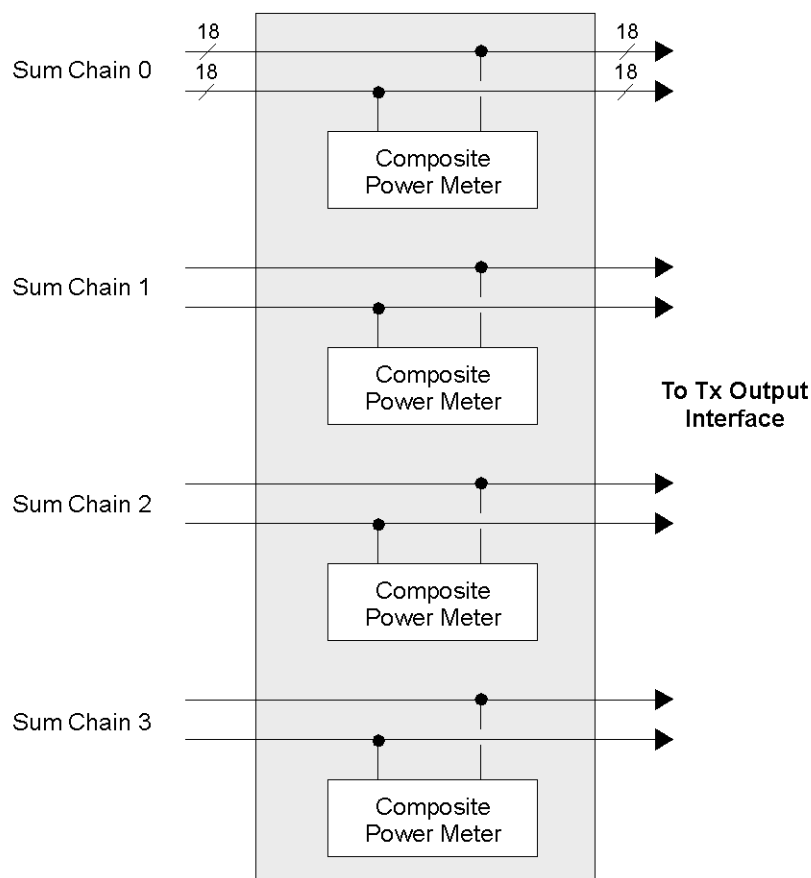 18
18
Sum Chain 0
18
18
Composite
Power Meter
Sum Chain 1
Composite
Power Meter
To Tx Output
Interface
Sum Chain 2
Composite
Power Meter
Sum Chain 3
Composite
Power Meter